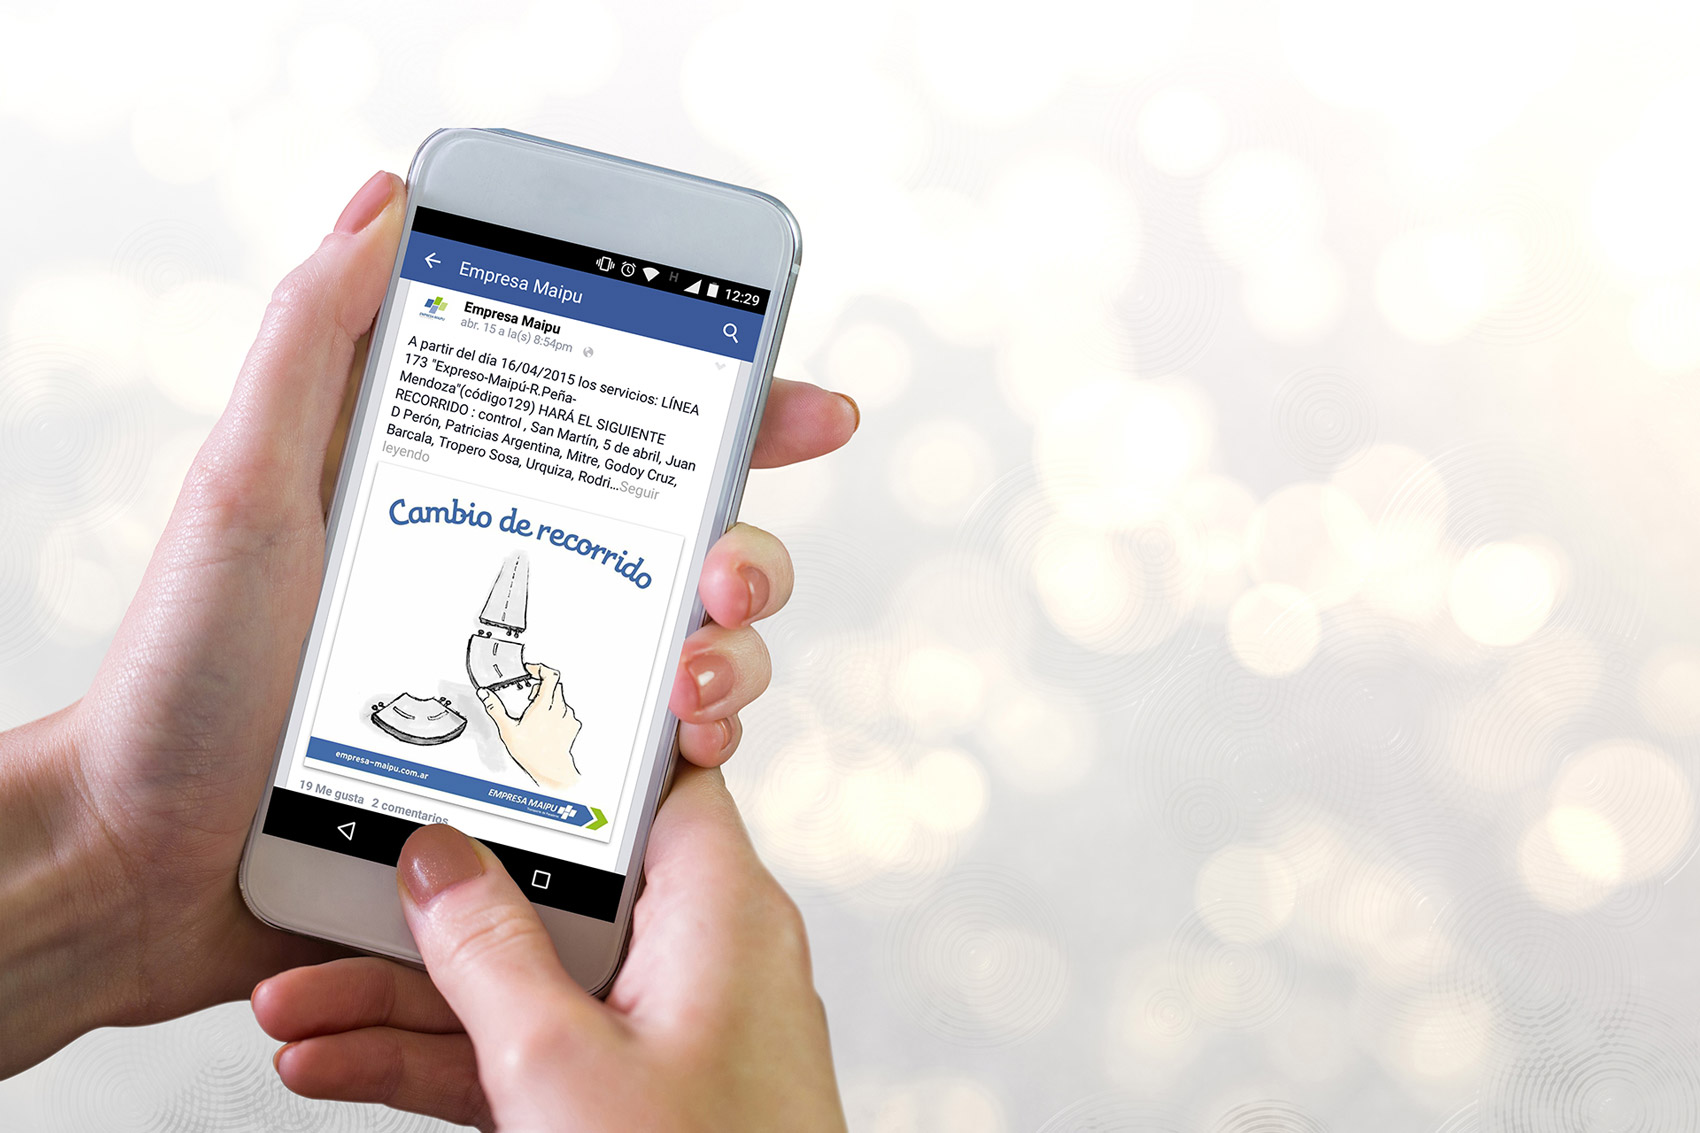 H 12:29
Empresa Maipu
EMPRESA MAIPU
Empresa Maipu
abr. 15 a la(s) 8:54pm
A partir del día 16/04/2015 los servicios: LÍNEA
173 "Expreso-Maipú-R.Peña-
Mendoza"(código129) HARÁ EL SIGUIENTE
RECORRIDO : control , San Martín, 5 de abril, Juan
D Perón, Patricias Argentina, Mitre, Godoy Cruz,
Barcala, Tropero Sosa, Urquiza, Rodri...Seguir
leyendo
Cambio de recorrido
empresa-maipu.com.ar
EMPRESA MAIPU
19 Me gusta 2 comentarios